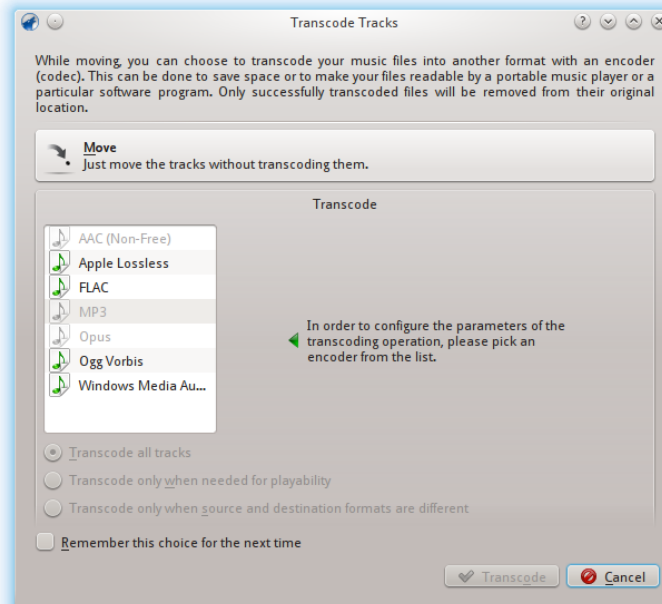 Transcode Tracks
While moving, you can choose to transcode your music files into another format with an encoder
(codec). This can be done to save space or to make your files readable by a portable music player or a
particular software program. Only successfully transcoded files will be removed from their original
location.
Move
Just move the tracks without transcoding them.
Transcode
AAC (Non-Free)
Apple Lossless
FLAC
MP3
Opus
Ogg Vorbis
Windows Media Au...
In order to configure the parameters of the
transcoding operation, please pick an
encoder from the list.
Transcode all tracks
Transcode only when needed for playability
Transcode only when source and destination formats are different
Remember this choice for the next time
Transcode
Cancel